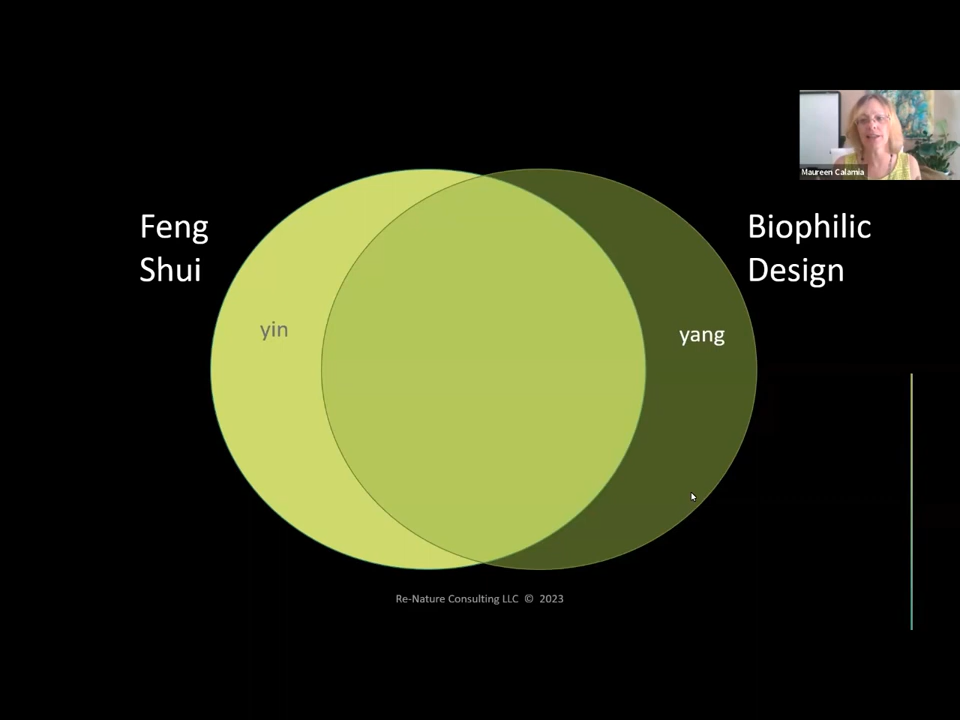 Maureen Calamia
Feng
Shui
Biophilic
Design
yin
yang
Re-Nature Consulting LLC © 2023